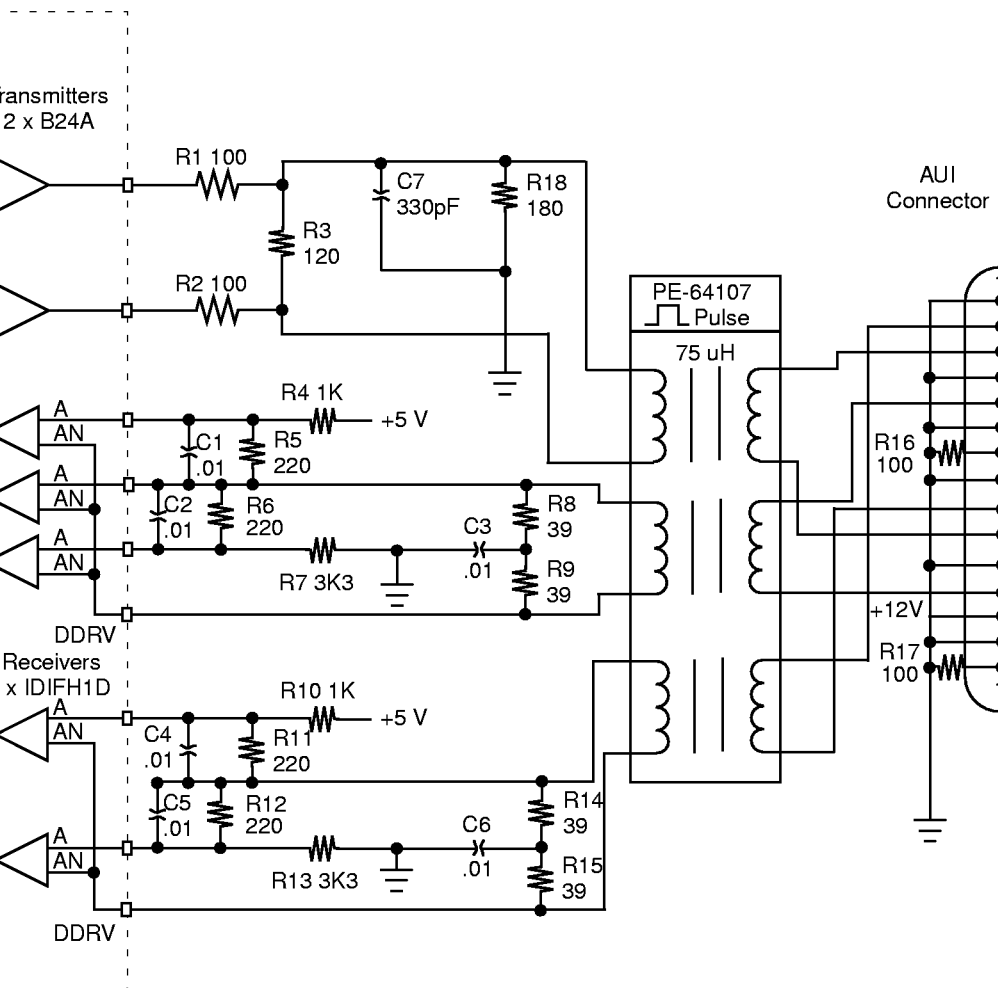 ransmitters
2 x B24A
R1 100
C7
330pF
R18
180
AUI
Connector
R3
120
R2 100
PE-64107
Pulse
75 uH
R4 1K
+5 V
A
AN
C1
.01
R5
220
R16
100
A
AN
C2
.01
R6
220
C3
.01
R8
39
A
AN
R7 3K3
R9
39
+12V
DDRV
R17
100
Receivers
x IDIFH1D
R10 1K
+5 V
A
AN
C4
.01
R11
220
C5
.01
R12
220
R14
39
C6
.01
A
AN
R13 3K3
R15
39
DDRV